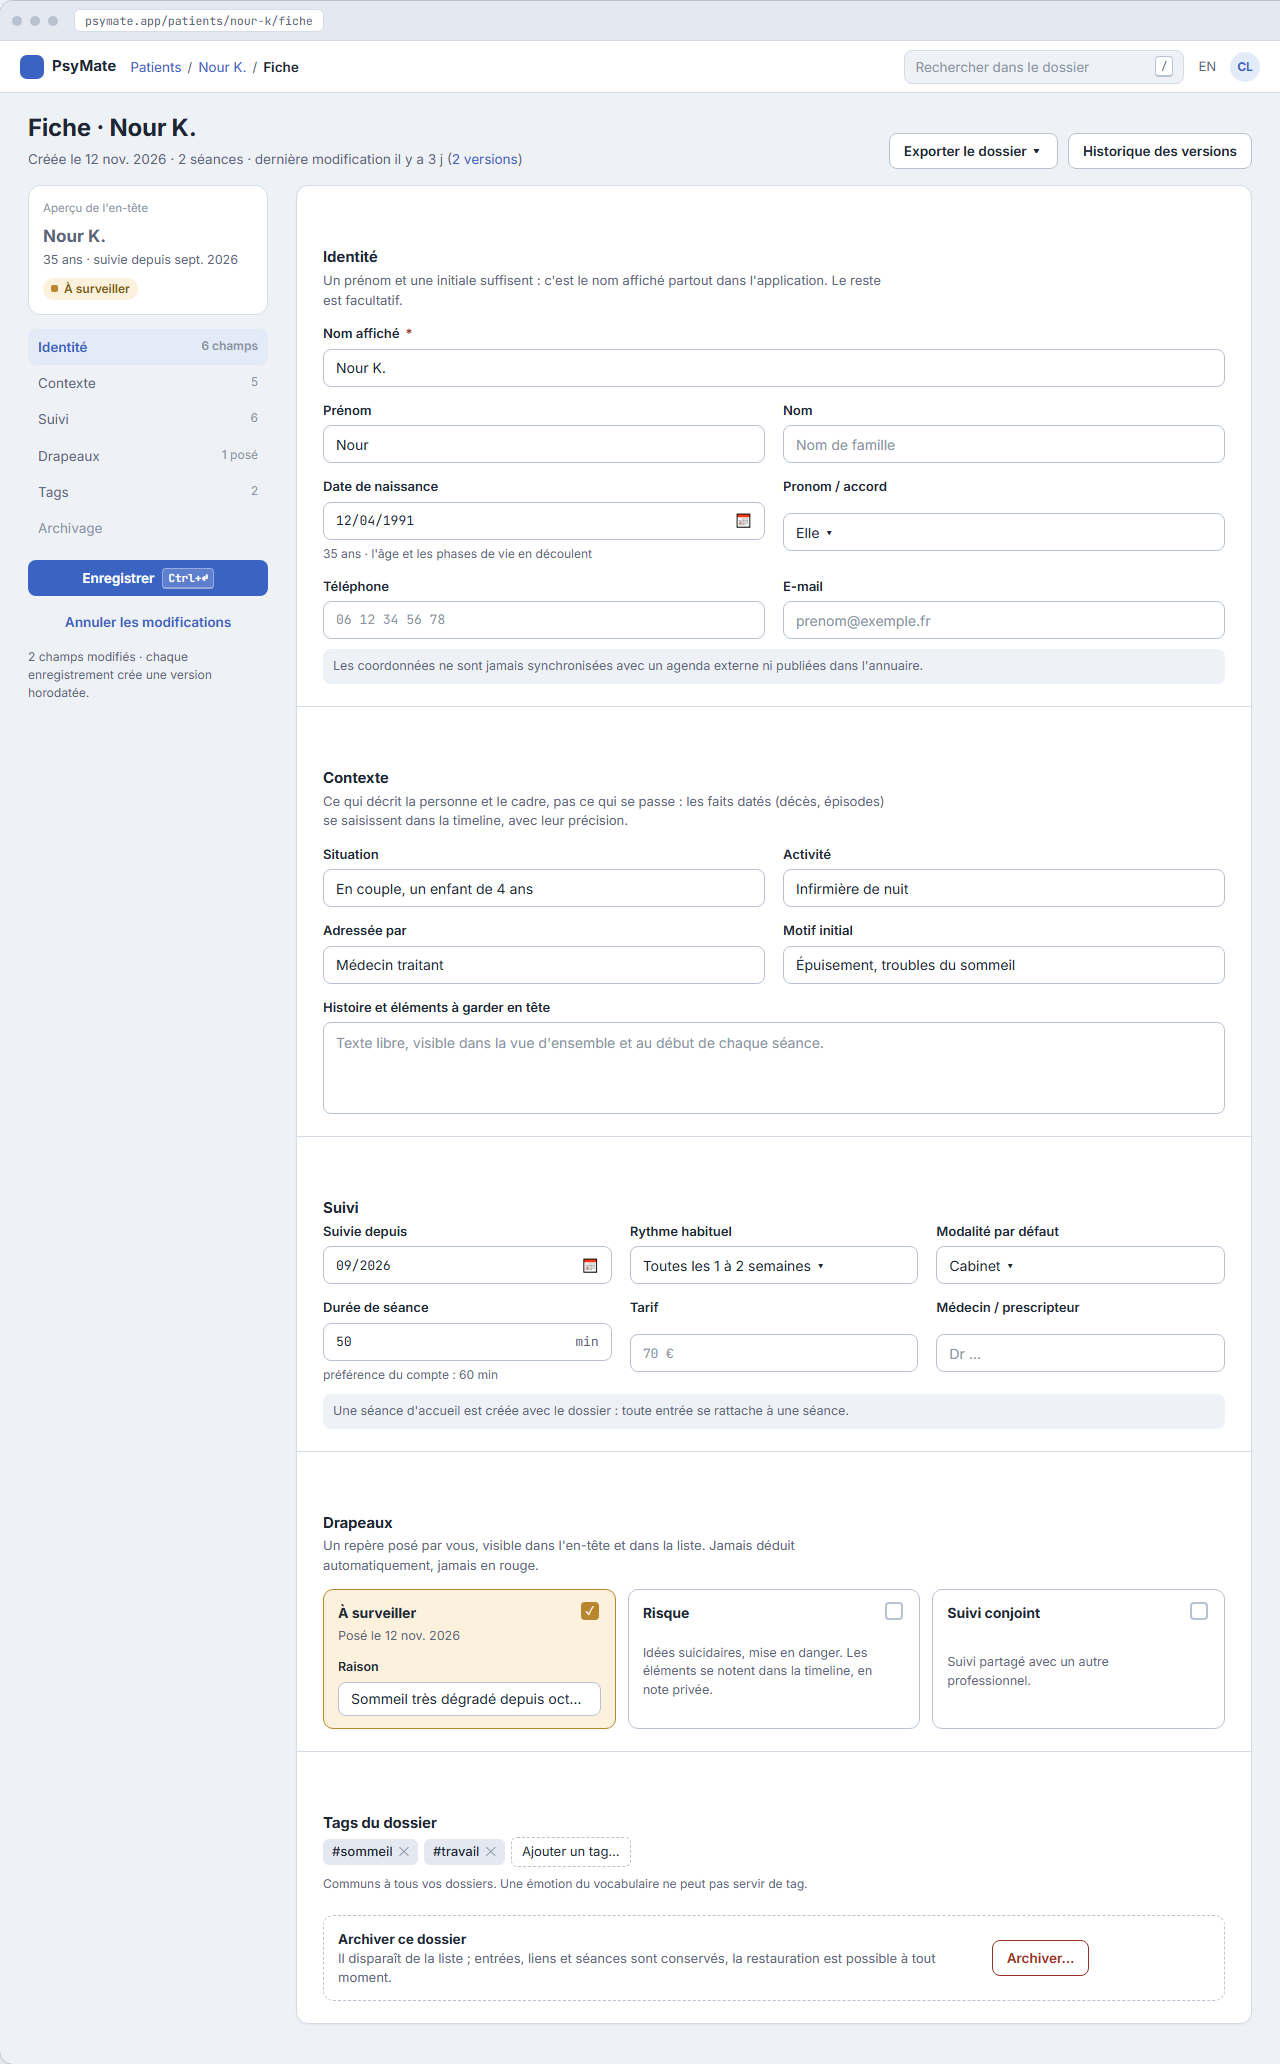 psymate.app/patients/nour-k/fiche
PsyMate Patients / Nour K. / Fiche
Rechercher dans le dossier /
EN
CL
Fiche · Nour K.
Créée le 12 nov. 2026 · 2 séances · dernière modification il y a 3 j (2 versions)
Exporter le dossier ▾
Historique des versions
Aperçu de l'en-tête
Nour K.
35 ans · suivie depuis sept. 2026
À surveiller
Identité 6 champs
Contexte 5
Suivi 6
Drapeaux 1 posé
Tags 2
Archivage
Enregistrer Ctrl+⏎
Annuler les modifications
2 champs modifiés · chaque
enregistrement crée une version
horodatée.
Identité
Un prénom et une initiale suffisent : c'est le nom affiché partout dans l'application. Le reste
est facultatif.
Nom affiché *
Nour K.
Prénom
Nour
Nom
Nom de famille
Date de naissance
12/04/1991
35 ans · l'âge et les phases de vie en découlent
Pronom / accord
Elle ▾
Téléphone
06 12 34 56 78
E-mail
prenom@exemple.fr
Les coordonnées ne sont jamais synchronisées avec un agenda externe ni publiées dans l'annuaire.
Contexte
Ce qui décrit la personne et le cadre, pas ce qui se passe : les faits datés (décès, épisodes)
se saisissent dans la timeline, avec leur précision.
Situation
En couple, un enfant de 4 ans
Activité
Infirmière de nuit
Adressée par
Médecin traitant
Motif initial
Épuisement, troubles du sommeil
Histoire et éléments à garder en tête
Texte libre, visible dans la vue d'ensemble et au début de chaque séance.
Suivi
Suivie depuis
09/2026
Rythme habituel
Toutes les 1 à 2 semaines ▾
Modalité par défaut
Cabinet ▾
Durée de séance
50 min
préférence du compte : 60 min
Tarif
70 €
Médecin / prescripteur
Dr ...
Une séance d'accueil est créée avec le dossier : toute entrée se rattache à une séance.
Drapeaux
Un repère posé par vous, visible dans l'en-tête et dans la liste. Jamais déduit
automatiquement, jamais en rouge.
À surveiller ✓
Posé le 12 nov. 2026
Raison
Sommeil très dégradé depuis oct...
Risque
Idées suicidaires, mise en danger. Les
éléments se notent dans la timeline, en
note privée.
Suivi conjoint
Suivi partagé avec un autre
professionnel.
Tags du dossier
#sommeil ×
#travail ×
Ajouter un tag...
Communs à tous vos dossiers. Une émotion du vocabulaire ne peut pas servir de tag.
Archiver ce dossier
Il disparaît de la liste ; entrées, liens et séances sont conservés, la restauration est possible à tout
moment.
Archiver...